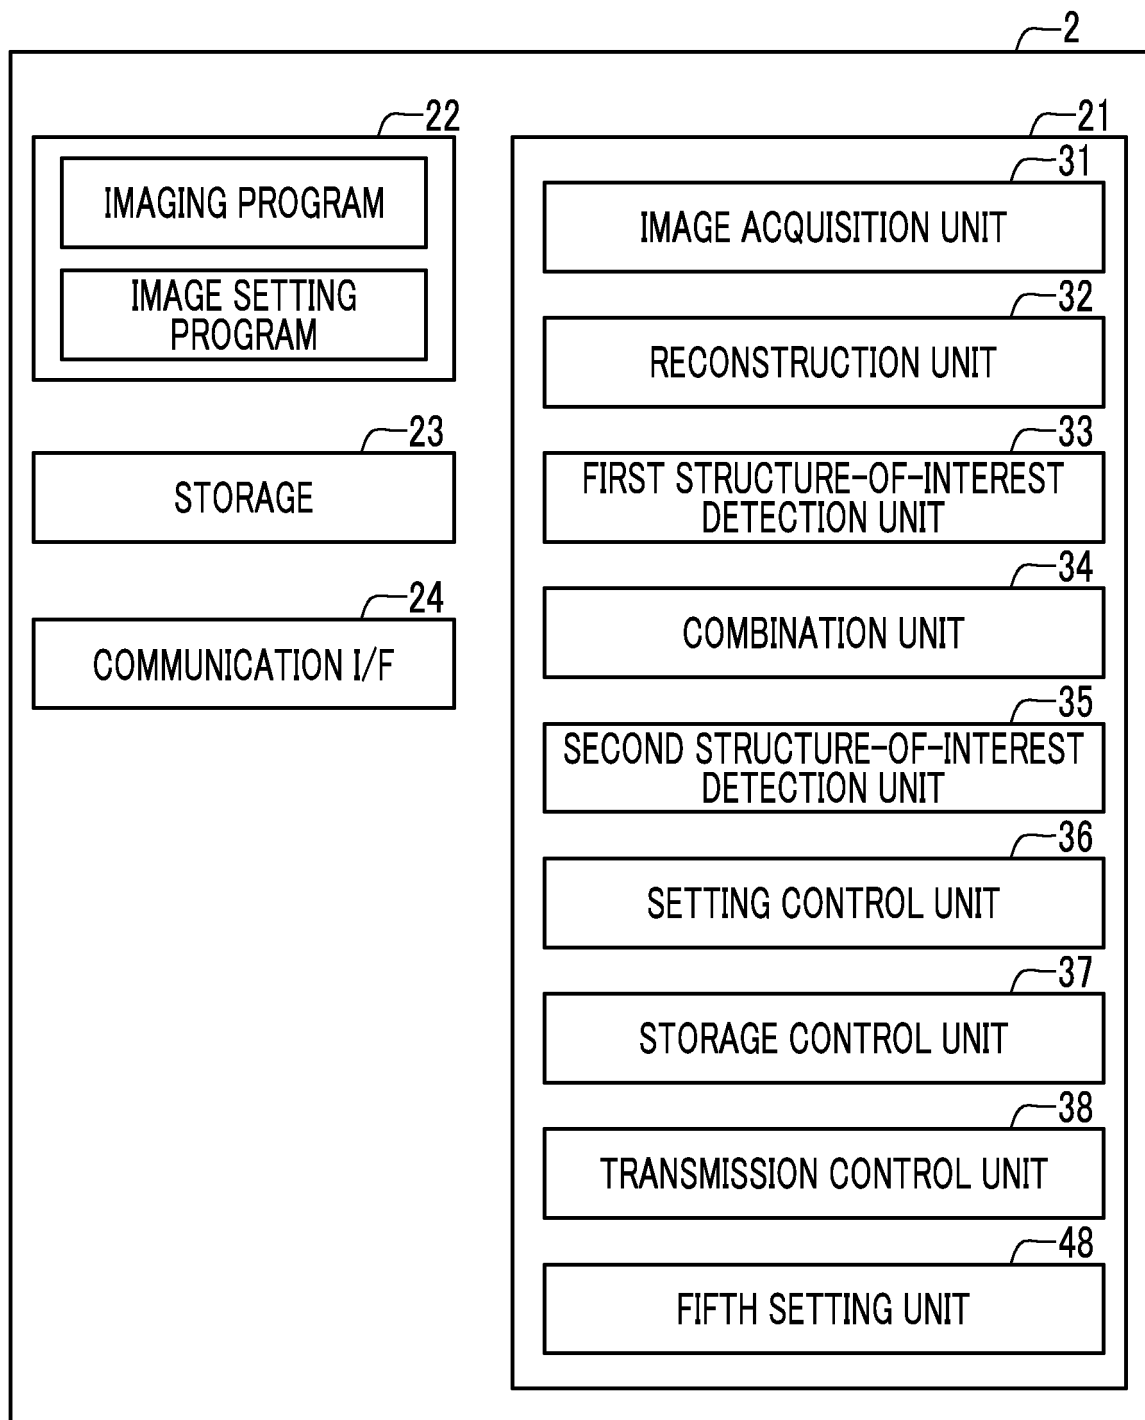 2
22
IMAGING PROGRAM
IMAGE SETTING
PROGRAM
23
STORAGE
24
COMMUNICATION I/F
21
31
IMAGE ACQUISITION UNIT
32
RECONSTRUCTION UNIT
33
FIRST STRUCTURE-OF-INTEREST
DETECTION UNIT
34
COMBINATION UNIT
35
SECOND STRUCTURE-OF-INTEREST
DETECTION UNIT
36
SETTING CONTROL UNIT
37
STORAGE CONTROL UNIT
38
TRANSMISSION CONTROL UNIT
48
FIFTH SETTING UNIT